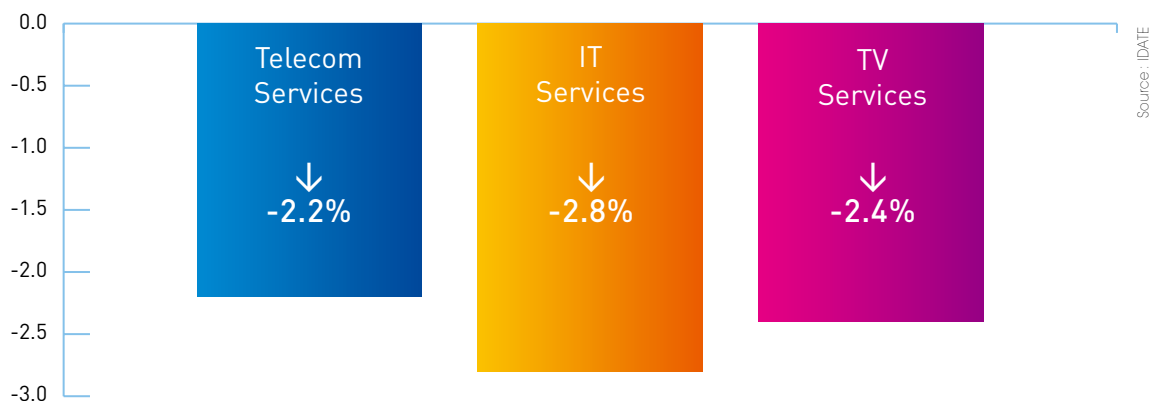 0.0
-0.5
-1.0
-1.5
-2.0
-2.5
-3.0
Telecom
Services
↓
-2.2%
IT
Services
↓
-2.8%
TV
Services
↓
-2.4%
Source : IDATE